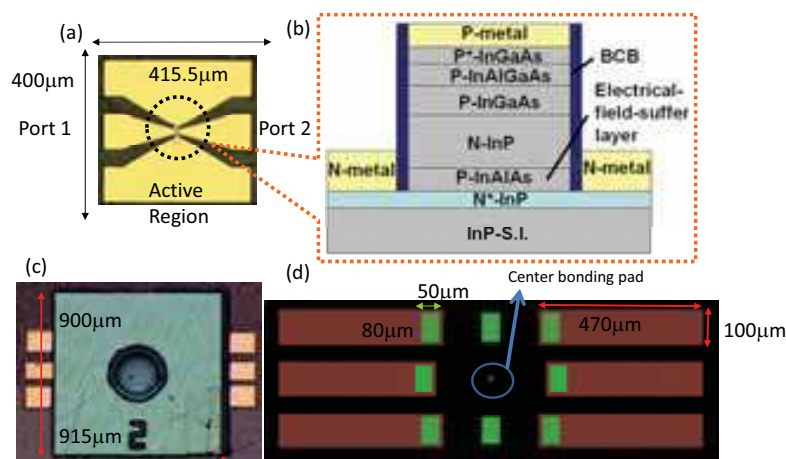 (a)
415.5μm
400μm
Port 1
Port 2
Active
Region
(b)
P-metal
P⁺-InGaAs
P-InAlGaAs
P-InGaAs
N-InP
P-InAlAs
N-metal
N-metal
N⁺-InP
InP-S.I.
BCB
Electrical-
field-suffer
layer
(c)
900μm
915μm
(d)
Center bonding pad
50μm
80μm
470μm
100μm